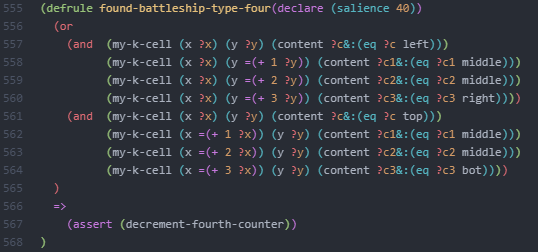 555 (defrule found-battleship-type-four(declare (salience 40))
556 (or
557 (and (my-k-cell (x ?x) (y ?y) (content ?c&:(eq ?c left)))
558 (my-k-cell (x ?x) (y =(+ 1 ?y)) (content ?c1&:(eq ?c1 middle)))
559 (my-k-cell (x ?x) (y =(+ 2 ?y)) (content ?c2&:(eq ?c2 middle)))
560 (my-k-cell (x ?x) (y =(+ 3 ?y)) (content ?c3&:(eq ?c3 right))))
561 (and (my-k-cell (x ?x) (y ?y) (content ?c&:(eq ?c top)))
562 (my-k-cell (x =(+ 1 ?x)) (y ?y) (content ?c1&:(eq ?c1 middle)))
563 (my-k-cell (x =(+ 2 ?x)) (y ?y) (content ?c2&:(eq ?c2 middle)))
564 (my-k-cell (x =(+ 3 ?x)) (y ?y) (content ?c3&:(eq ?c3 bot))))
565 )
566 =>
567 (assert (decrement-fourth-counter))
568 )